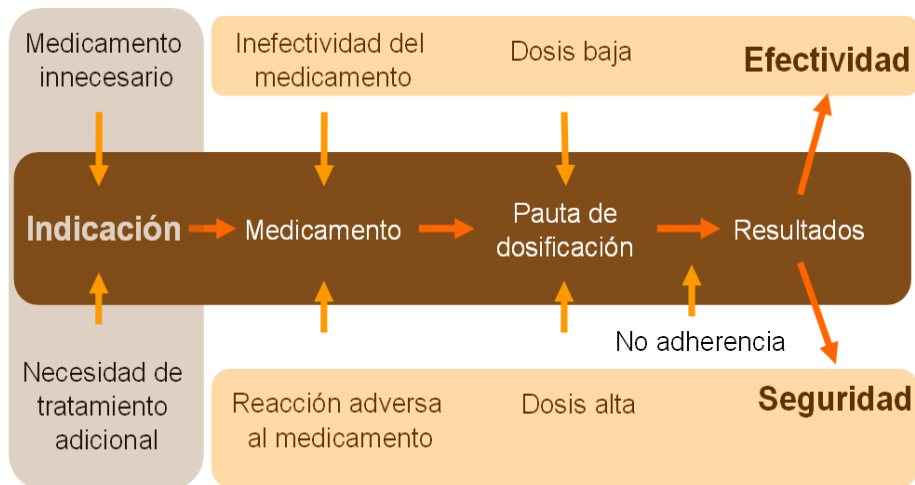 Medicamento
innecesario
Inefectividad del
medicamento
Dosis baja
Efectividad
Indicación
Medicamento
Pauta de
dosificación
Resultados
No adherencia
Necesidad de
tratamiento
adicional
Reacción adversa
al medicamento
Dosis alta
Seguridad